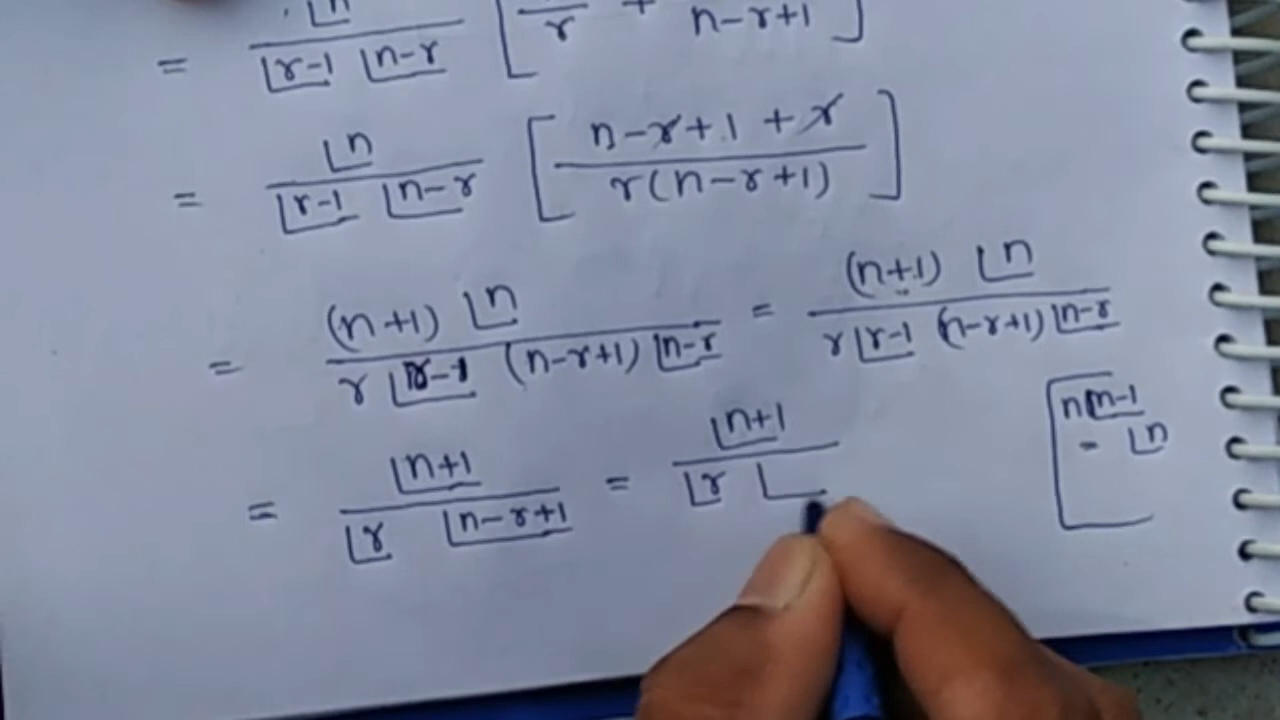 = ⌊n / ⌊r-1 ⌊n-r [ /r + /n-r+1 ]
= ⌊n / ⌊r-1 ⌊n-r [ n-r+1+r / r(n-r+1) ]
= (n+1) ⌊n / r ⌊r-1 (n-r+1) ⌊n-r = (n+1) ⌊n / r ⌊r-1 (n-r+1) ⌊n-r
= ⌊n+1 / ⌊r ⌊n-r+1 = ⌊n+1 / ⌊r ⌊
n⌊n-1
= ⌊n